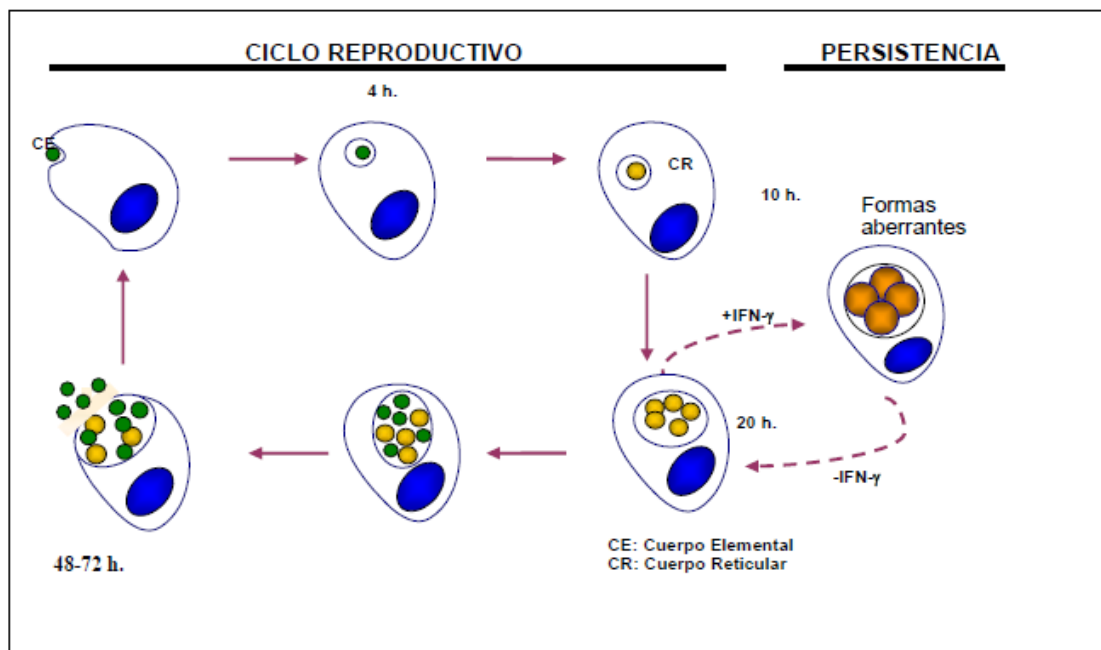 CICLO REPRODUCTIVO
PERSISTENCIA
4 h.
CE
CR
10 h.
Formas
aberrantes
+IFN-γ
20 h.
-IFN-γ
CE: Cuerpo Elemental
CR: Cuerpo Reticular
48-72 h.